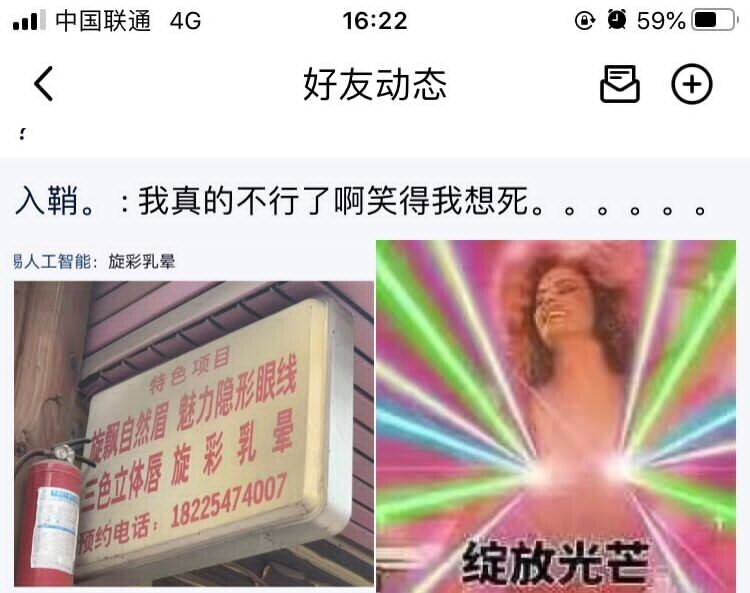 中国联通 4G 16:22 59%
好友动态
入鞘。:我真的不行了啊笑得我想死。。。。。。
人工智能：旋彩乳晕
特色项目
旋飘自然眉 魅力隐形眼线
三色立体唇 旋彩乳晕
预约电话：18225474007
绽放光芒